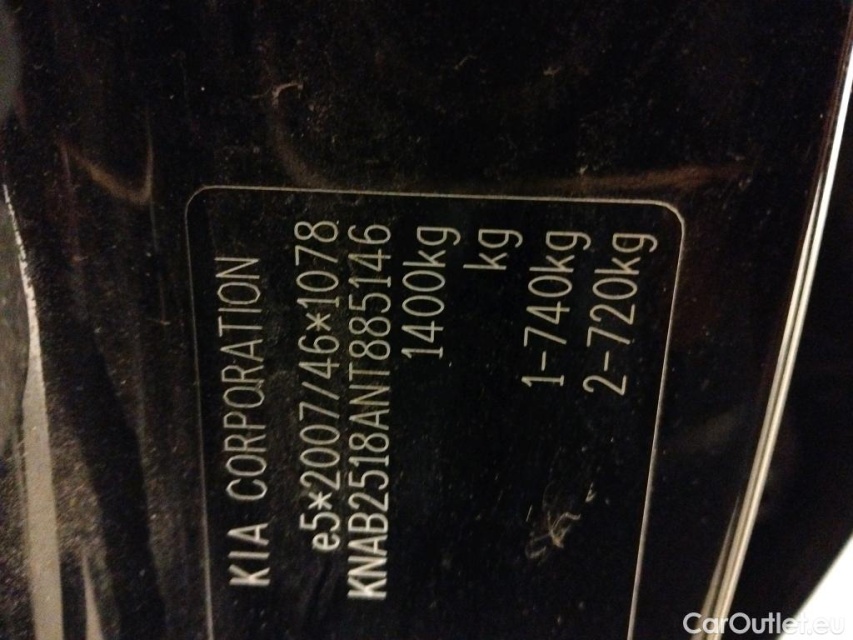 KIA CORPORATION
e5*2007/46*1078
KNAB2518ANT885146
1400kg
kg
1-740kg
2-720kg
CarOutlet.eu